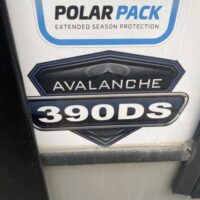 POLAR PACK
EXTENDED SEASON PROTECTION
AVALANCHE
390DS